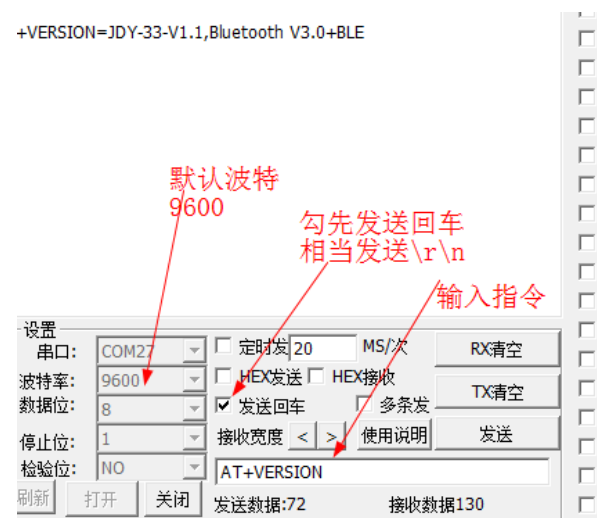 +VERSION=JDY-33-V1.1,Bluetooth V3.0+BLE
默认波特
9600
勾先发送回车
相当发送\r\n
输入指令
设置
串口: COM27 定时发 20 MS/次 RX清空
波特率: 9600 HEX发送 HEX接收 TX清空
数据位: 8 发送回车 多条发
停止位: 1 接收宽度 < > 使用说明 发送
检验位: NO AT+VERSION
刷新 打开 关闭 发送数据:72 接收数据130